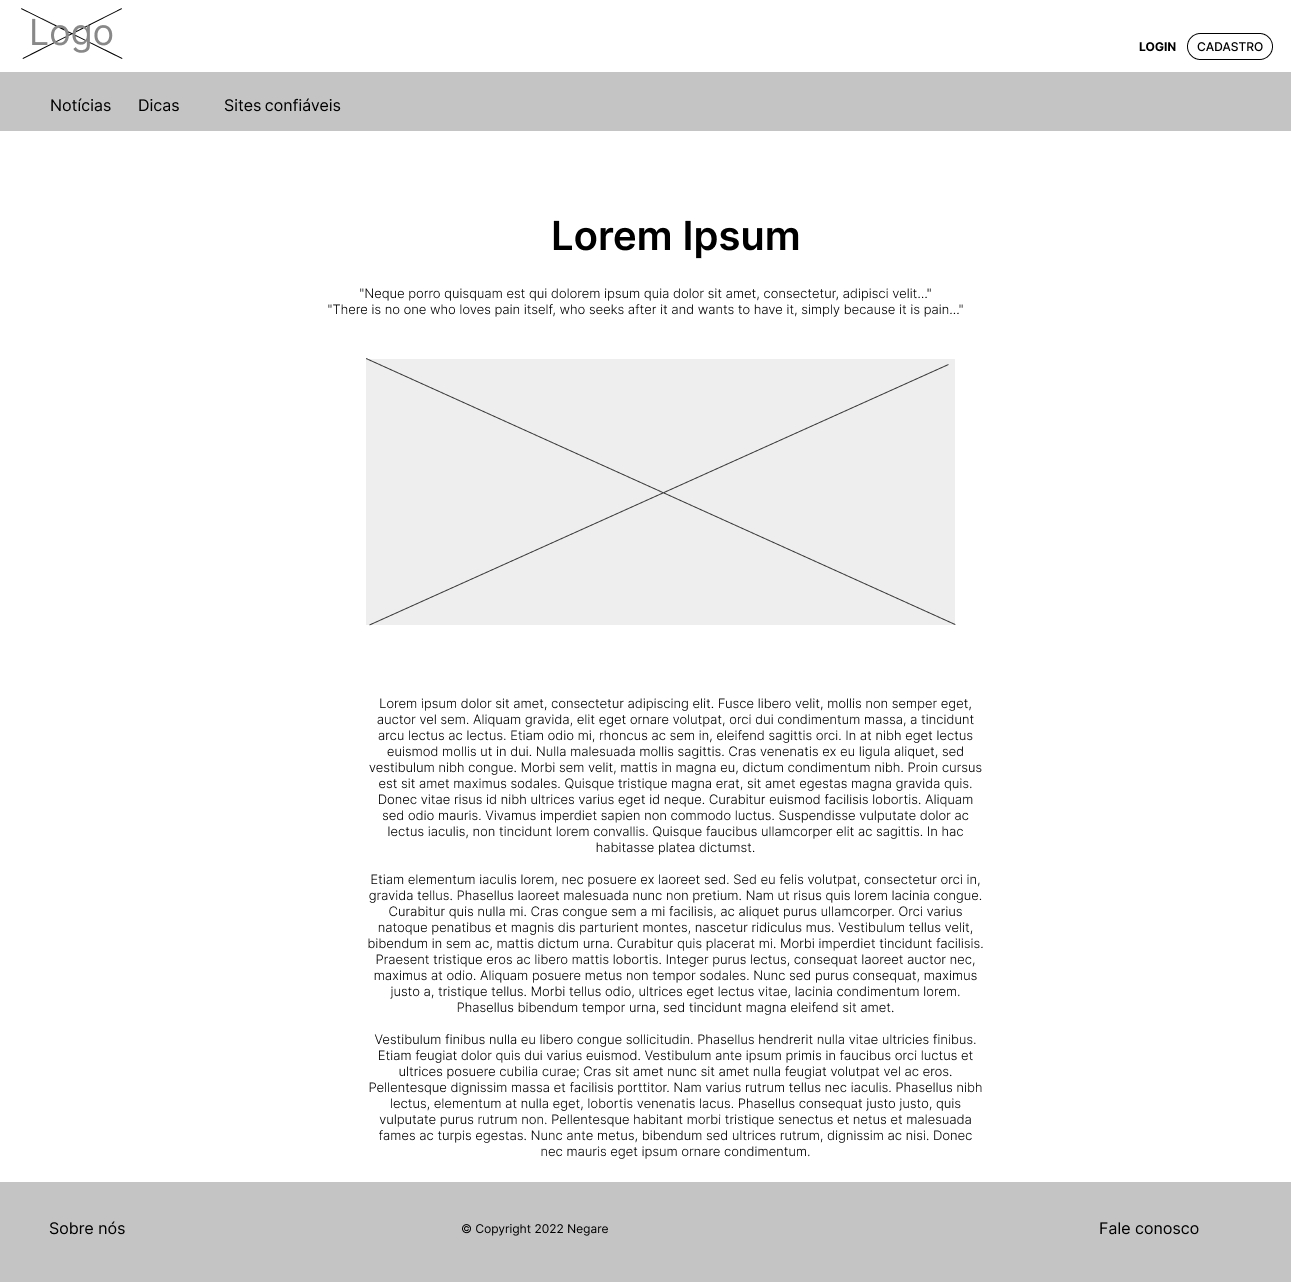 Logo
LOGIN CADASTRO
Notícias Dicas Sites confiáveis
Lorem Ipsum
"Neque porro quisquam est qui dolorem ipsum quia dolor sit amet, consectetur, adipisci velit..."
"There is no one who loves pain itself, who seeks after it and wants to have it, simply because it is pain..."
Lorem ipsum dolor sit amet, consectetur adipiscing elit. Fusce libero velit, mollis non semper eget,
auctor vel sem. Aliquam gravida, elit eget ornare volutpat, orci dui condimentum massa, a tincidunt
arcu lectus ac lectus. Etiam odio mi, rhoncus ac sem in, eleifend sagittis orci. In at nibh eget lectus
euismod mollis ut in dui. Nulla malesuada mollis sagittis. Cras venenatis ex eu ligula aliquet, sed
vestibulum nibh congue. Morbi sem velit, mattis in magna eu, dictum condimentum nibh. Proin cursus
est sit amet maximus sodales. Quisque tristique magna erat, sit amet egestas magna gravida quis.
Donec vitae risus id nibh ultrices varius eget id neque. Curabitur euismod facilisis lobortis. Aliquam
sed odio mauris. Vivamus imperdiet sapien non commodo luctus. Suspendisse vulputate dolor ac
lectus iaculis, non tincidunt lorem convallis. Quisque faucibus ullamcorper elit ac sagittis. In hac
habitasse platea dictumst.
Etiam elementum iaculis lorem, nec posuere ex laoreet sed. Sed eu felis volutpat, consectetur orci in,
gravida tellus. Phasellus laoreet malesuada nunc non pretium. Nam ut risus quis lorem lacinia congue.
Curabitur quis nulla mi. Cras congue sem a mi facilisis, ac aliquet purus ullamcorper. Orci varius
natoque penatibus et magnis dis parturient montes, nascetur ridiculus mus. Vestibulum tellus velit,
bibendum in sem ac, mattis dictum urna. Curabitur quis placerat mi. Morbi imperdiet tincidunt facilisis.
Praesent tristique eros ac libero mattis lobortis. Integer purus lectus, consequat laoreet auctor nec,
maximus at odio. Aliquam posuere metus non tempor sodales. Nunc sed purus consequat, maximus
justo a, tristique tellus. Morbi tellus odio, ultrices eget lectus vitae, lacinia condimentum lorem.
Phasellus bibendum tempor urna, sed tincidunt magna eleifend sit amet.
Vestibulum finibus nulla eu libero congue sollicitudin. Phasellus hendrerit nulla vitae ultricies finibus.
Etiam feugiat dolor quis dui varius euismod. Vestibulum ante ipsum primis in faucibus orci luctus et
ultrices posuere cubilia curae; Cras sit amet nunc sit amet nulla feugiat volutpat vel ac eros.
Pellentesque dignissim massa et facilisis porttitor. Nam varius rutrum tellus nec iaculis. Phasellus nibh
lectus, elementum at nulla eget, lobortis venenatis lacus. Phasellus consequat justo justo, quis
vulputate purus rutrum non. Pellentesque habitant morbi tristique senectus et netus et malesuada
fames ac turpis egestas. Nunc ante metus, bibendum sed ultrices rutrum, dignissim ac nisi. Donec
nec mauris eget ipsum ornare condimentum.
Sobre nós © Copyright 2022 Negare Fale conosco